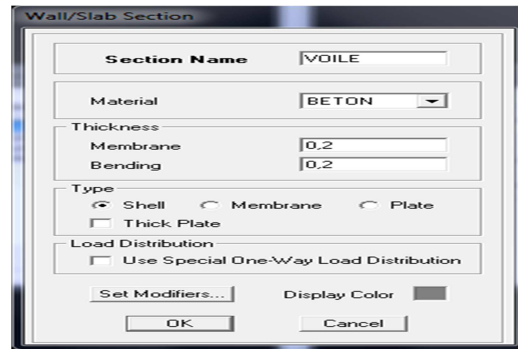 Wall/Slab Section
Section Name VOILE
Material BETON
Thickness
Membrane 0,2
Bending 0,2
Type
Shell Membrane Plate
Thick Plate
Load Distribution
Use Special One-Way Load Distribution
Set Modifiers... Display Color
OK Cancel